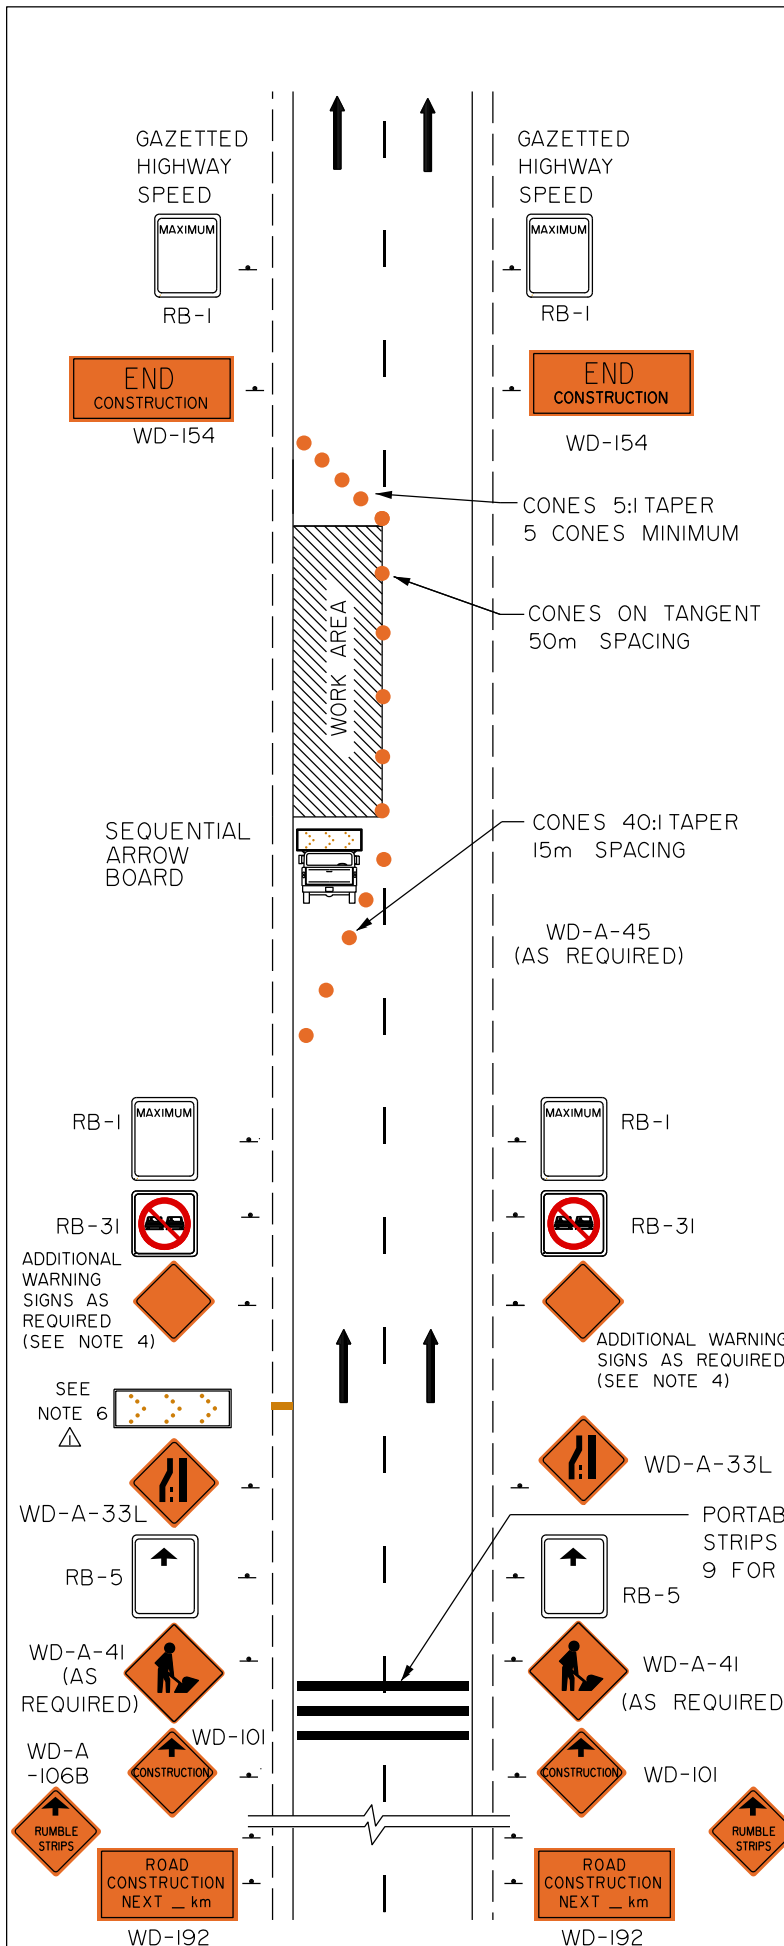 GAZETTED
HIGHWAY
SPEED
GAZETTED
HIGHWAY
SPEED
MAXIMUM
MAXIMUM
RB-1
RB-1
END
CONSTRUCTION
END
CONSTRUCTION
WD-154
WD-154
CONES 5:1 TAPER
5 CONES MINIMUM
CONES ON TANGENT
50m SPACING
WORK AREA
SEQUENTIAL
ARROW
BOARD
CONES 40:1 TAPER
15m SPACING
WD-A-45
(AS REQUIRED)
RB-1
MAXIMUM
MAXIMUM
RB-1
RB-31
RB-31
ADDITIONAL
WARNING
SIGNS AS
REQUIRED
(SEE NOTE 4)
ADDITIONAL WARNING
SIGNS AS REQUIRED
(SEE NOTE 4)
SEE
NOTE 6
1
WD-A-33L
WD-A-33L
PORTAB
STRIPS
9 FOR
RB-5
RB-5
WD-A-41
(AS
REQUIRED)
WD-A-41
(AS REQUIRED
WD-101
CONSTRUCTION
CONSTRUCTION
WD-101
WD-A
-106B
RUMBLE
STRIPS
RUMBLE
STRIPS
ROAD
CONSTRUCTION
NEXT _ km
ROAD
CONSTRUCTION
NEXT _ km
WD-192
WD-192